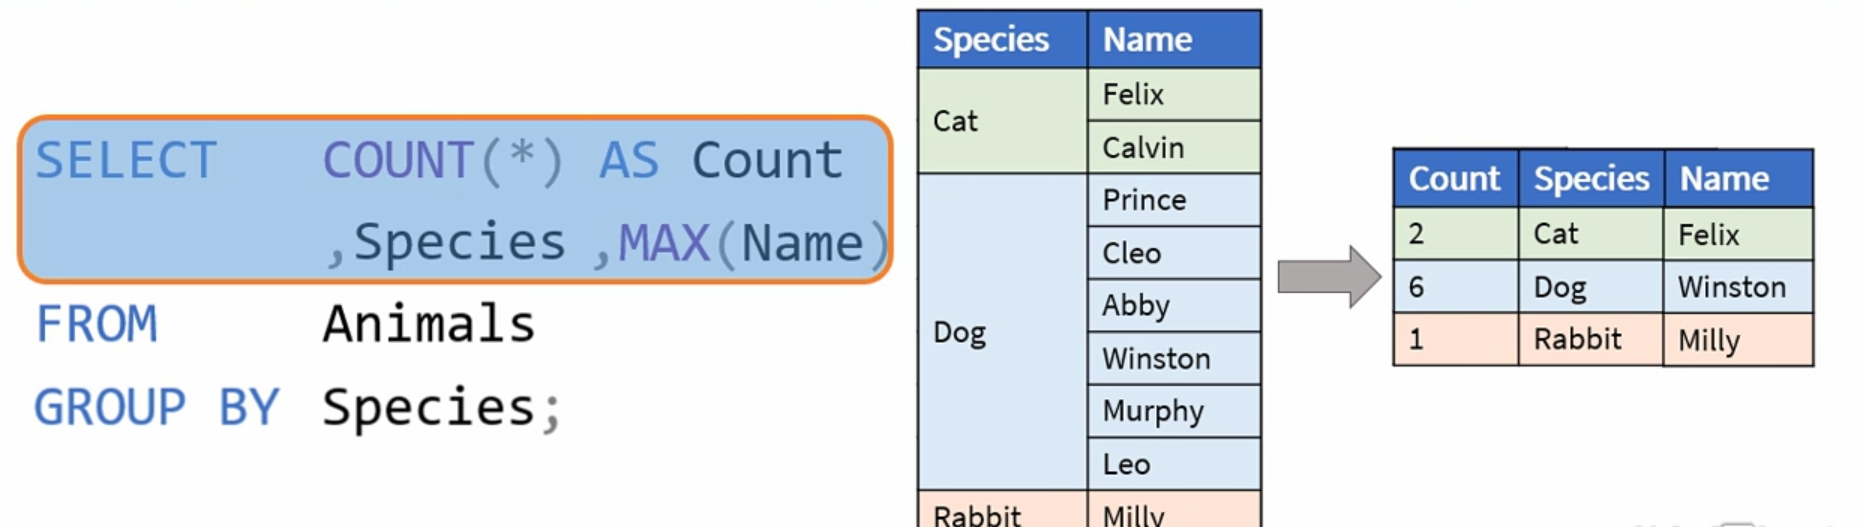 SELECT COUNT(*) AS Count
,Species ,MAX(Name)
FROM Animals
GROUP BY Species;
Species Name
Cat Felix
Calvin
Dog Prince
Cleo
Abby
Winston
Murphy
Leo
Rabbit Milly
Count Species Name
2 Cat Felix
6 Dog Winston
1 Rabbit Milly